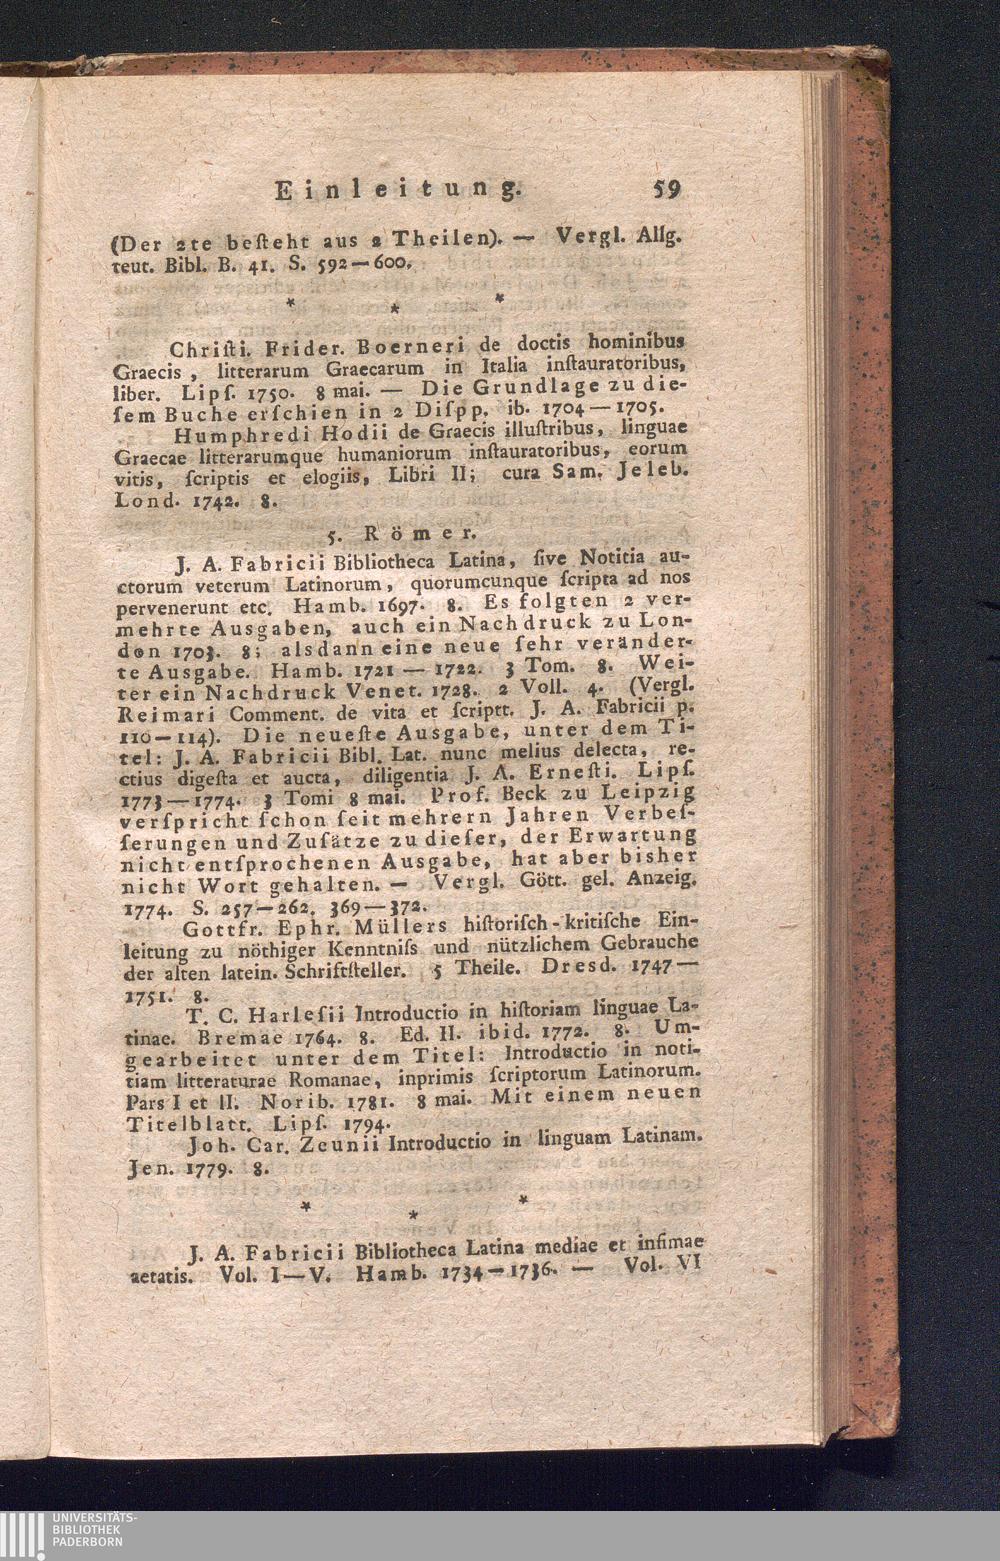 Einleitung. 59
(Der 2te beſteht aus 2 Theilen). — Vergl. Allg.
teut. Bibl. B. 41. S. 592—600.
* * *
Chriſti. Frider. Boerneri de doctis hominibus
Graecis, litterarum Graecarum in Italia inſtauratoribus,
liber. Lipſ. 1750. 8 mai. — Die Grundlage zu die-
ſem Buche erſchien in 2 Diſpp. ib. 1704—1705.
Humphredi Hodii de Graecis illuſtribus, linguae
Graecae litterarumque humaniorum inſtauratoribus, eorum
vitis, ſcriptis et elogiis, Libri II; cura Sam. Jeleb.
Lond. 1742. 8.
5. Römer.
J. A. Fabricii Bibliotheca Latina, ſive Notitia au-
ctorum veterum Latinorum, quorumcunque ſcripta ad nos
pervenerunt etc. Hamb. 1697. 8. Es folgten 2 ver-
mehrte Ausgaben, auch ein Nachdruck zu Lon-
don 1703. 8; alsdann eine neue ſehr veränder-
te Ausgabe. Hamb. 1721—1722. 3 Tom. 8. Wei-
ter ein Nachdruck Venet. 1728. 2 Voll. 4. (Vergl.
Reimari Comment. de vita et ſcriptt. J. A. Fabricii p.
110—114). Die neueſte Ausgabe, unter dem Ti-
tel: J. A. Fabricii Bibl. Lat. nunc melius delecta, re-
ctius digeſta et aucta, diligentia J. A. Erneſti. Lipſ.
1773—1774. 3 Tomi 8 mai. Prof. Beck zu Leipzig
verſpricht ſchon ſeit mehrern Jahren Verbeſ-
ſerungen und Zuſätze zu dieſer, der Erwartung
nicht entſprochenen Ausgabe, hat aber bisher
nicht Wort gehalten. — Vergl. Gött. gel. Anzeig.
1774. S. 257—262. 369—372.
Gottfr. Ephr. Müllers hiſtoriſch-kritiſche Ein-
leitung zu nöthiger Kenntniſs und nützlichem Gebrauche
der alten latein. Schriftſteller. 5 Theile. Dresd. 1747—
1751. 8.
T. C. Harleſii Introductio in hiſtoriam linguae La-
tinae. Bremae 1764. 8. Ed. II. ibid. 1772. 8. Um-
gearbeitet unter dem Titel: Introductio in noti-
tiam litteraturae Romanae, inprimis ſcriptorum Latinorum.
Pars I et II. Norib. 1781. 8 mai. Mit einem neuen
Titelblatt. Lipſ. 1794.
Joh. Car. Zeunii Introductio in linguam Latinam.
Jen. 1779. 8.
* * *
J. A. Fabricii Bibliotheca Latina mediae et infimae
aetatis. Vol. I—V. Hamb. 1734—1736. — Vol. VI
UNIVERSITÄTS-
BIBLIOTHEK
PADERBORN